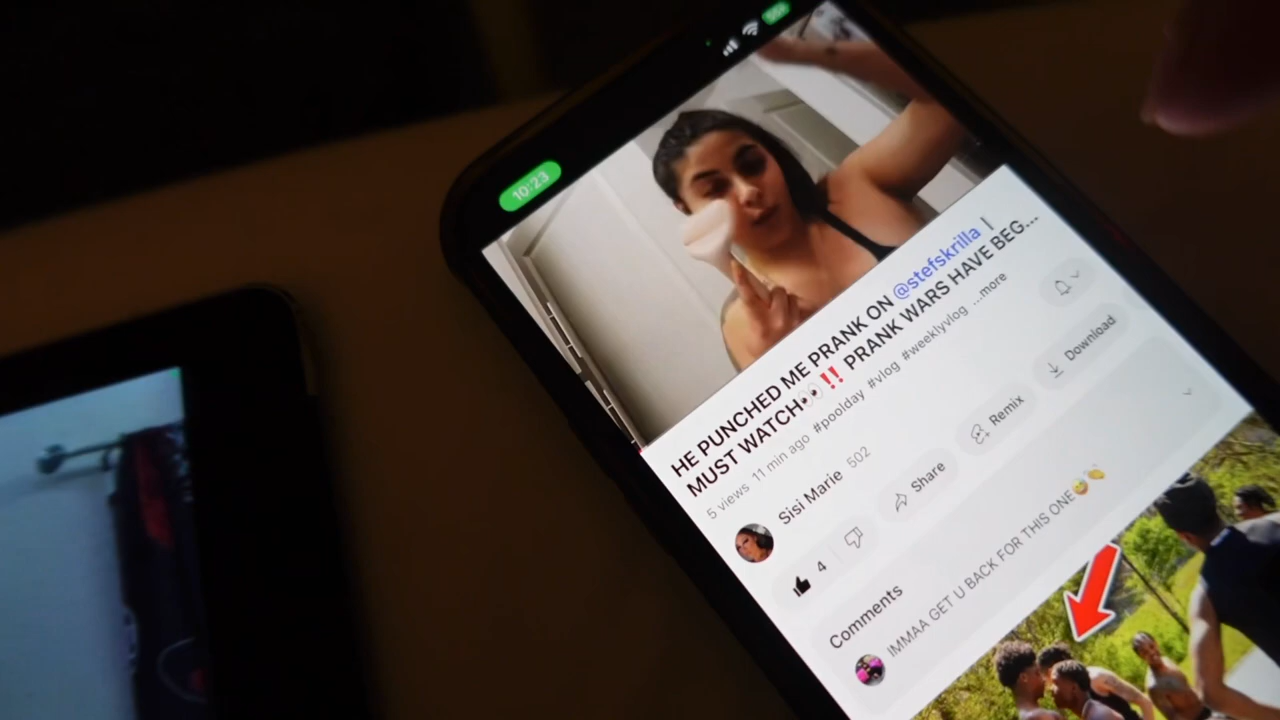 10:23
HE PUNCHED ME PRANK ON @stefskrilla |
MUST WATCH👀‼️ PRANK WARS HAVE BEG...
5 views 11 min ago #poolday #vlog #weeklyvlog ...more
Sisi Marie 502
4 Share Remix Download
Comments
IMMAA GET U BACK FOR THIS ONE